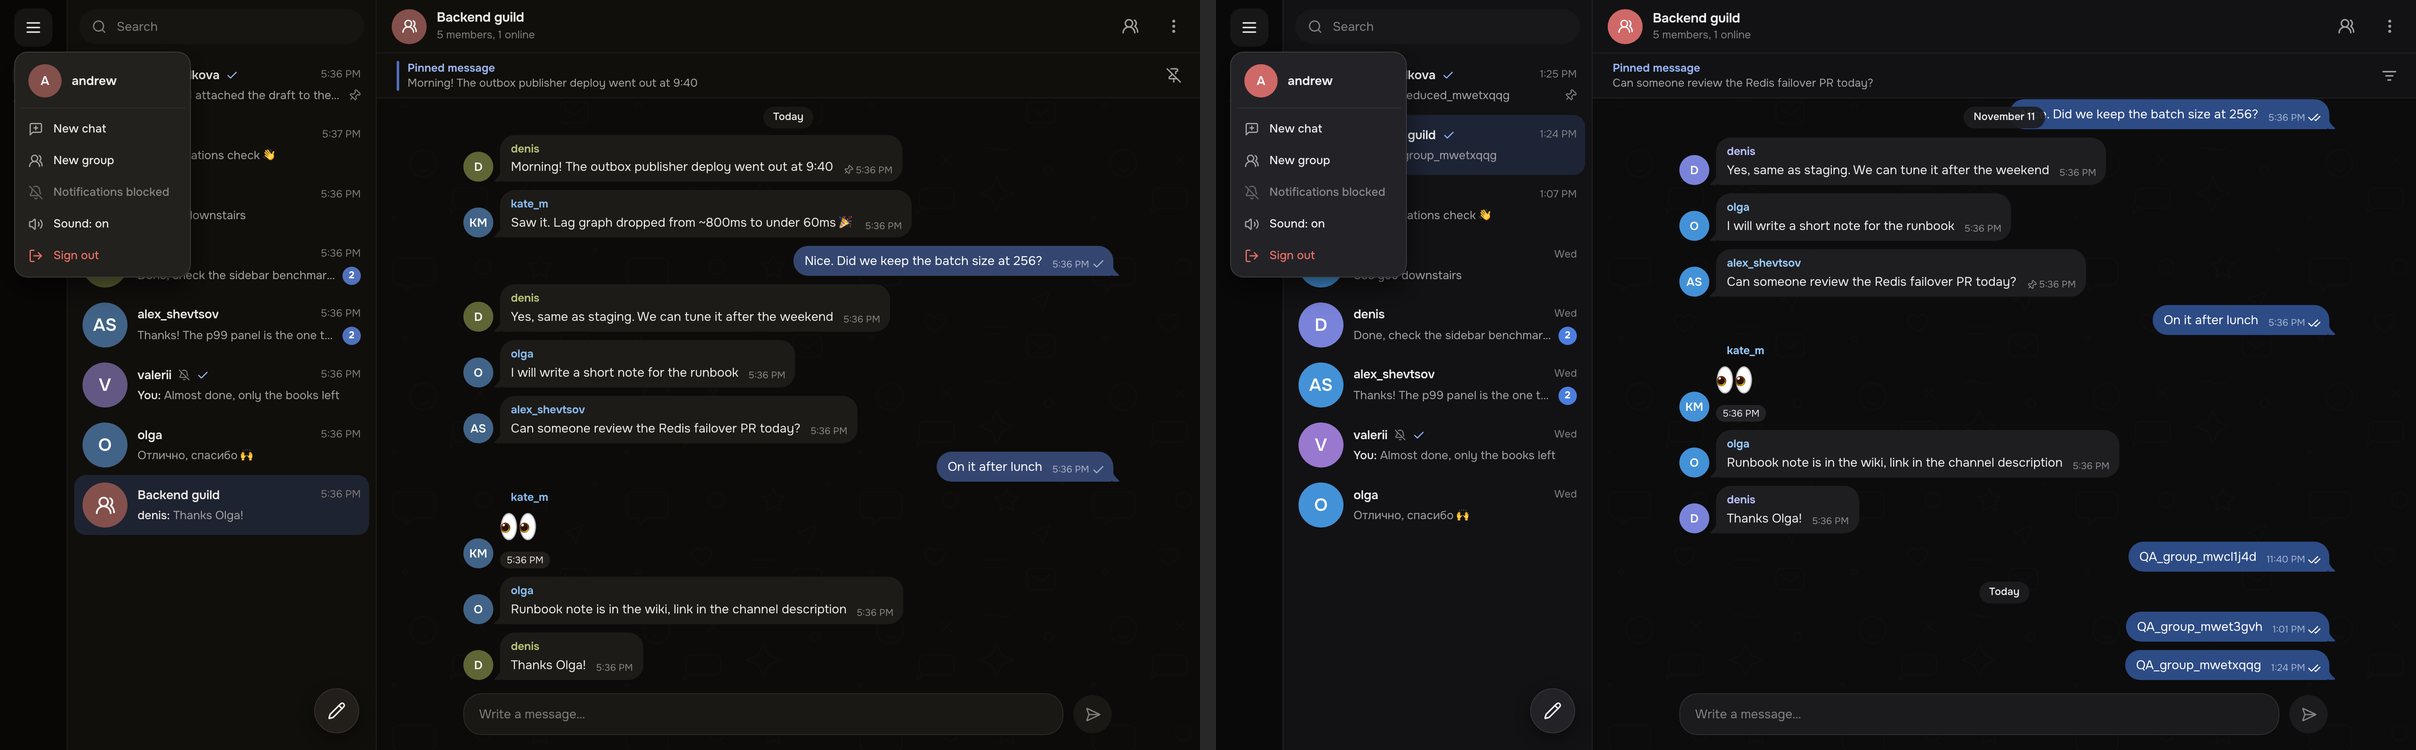 Search
A
andrew
New chat
New group
Notifications blocked
Sound: on
Sign out
kova
5:36 PM
attached the draft to the...
5:37 PM
ations check 👋
5:36 PM
downstairs
5:36 PM
Done, check the sidebar benchmar...
2
AS
alex_shevtsov
5:36 PM
Thanks! The p99 panel is the one t...
2
V
valerii
5:36 PM
You: Almost done, only the books left
O
olga
5:36 PM
Отлично, спасибо 🙌
Backend guild
5:36 PM
denis: Thanks Olga!
Backend guild
5 members, 1 online
Pinned message
Morning! The outbox publisher deploy went out at 9:40
Today
denis
D
Morning! The outbox publisher deploy went out at 9:40
5:36 PM
kate_m
KM
Saw it. Lag graph dropped from ~800ms to under 60ms 🎉
5:36 PM
Nice. Did we keep the batch size at 256?
5:36 PM
denis
D
Yes, same as staging. We can tune it after the weekend
5:36 PM
olga
O
I will write a short note for the runbook
5:36 PM
alex_shevtsov
AS
Can someone review the Redis failover PR today?
5:36 PM
On it after lunch
5:36 PM
kate_m
👀
KM
5:36 PM
olga
O
Runbook note is in the wiki, link in the channel description
5:36 PM
denis
D
Thanks Olga!
5:36 PM
Write a message...
Search
A
andrew
New chat
New group
Notifications blocked
Sound: on
Sign out
kova
1:25 PM
educed_mwetxqqg
guild
1:24 PM
group_mwetxqqg
1:07 PM
ations check 👋
Wed
downstairs
D
denis
Wed
Done, check the sidebar benchmar...
2
AS
alex_shevtsov
Wed
Thanks! The p99 panel is the one t...
2
V
valerii
Wed
You: Almost done, only the books left
O
olga
Wed
Отлично, спасибо 🙌
Backend guild
5 members, 1 online
Pinned message
Can someone review the Redis failover PR today?
November 11
. Did we keep the batch size at 256?
5:36 PM
denis
D
Yes, same as staging. We can tune it after the weekend
5:36 PM
olga
O
I will write a short note for the runbook
5:36 PM
alex_shevtsov
AS
Can someone review the Redis failover PR today?
5:36 PM
On it after lunch
5:36 PM
kate_m
👀
KM
5:36 PM
olga
O
Runbook note is in the wiki, link in the channel description
5:36 PM
denis
D
Thanks Olga!
5:36 PM
QA_group_mwcl1j4d
11:40 PM
Today
QA_group_mwet3gvh
1:01 PM
QA_group_mwetxqqg
1:24 PM
Write a message...